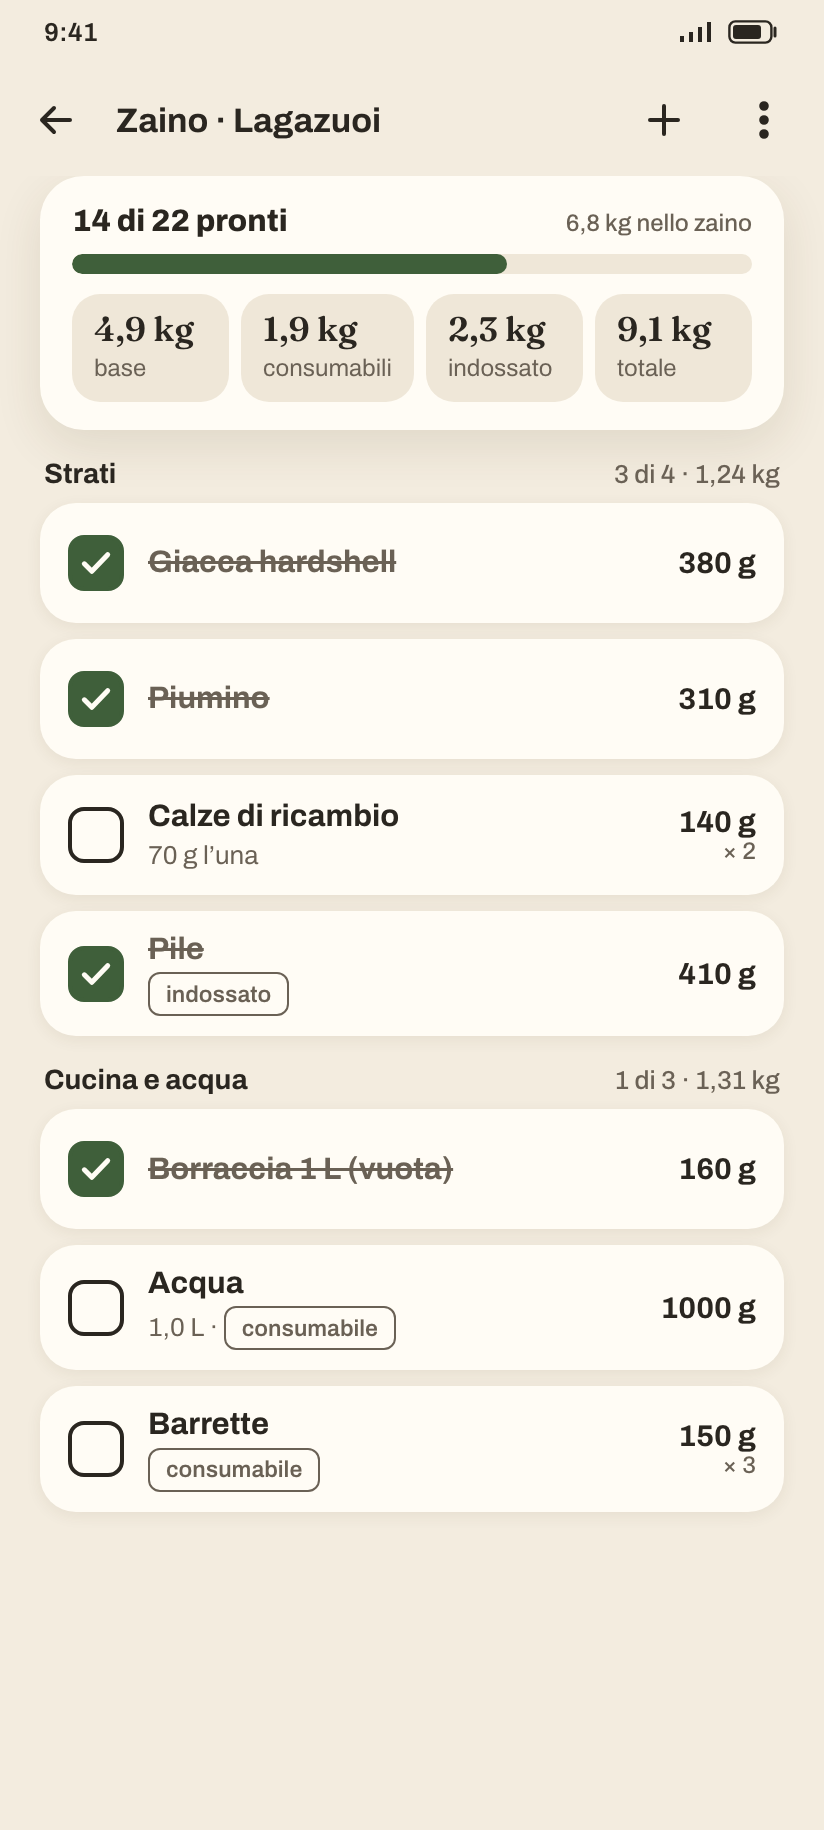 9:41
Zaino · Lagazuoi
14 di 22 pronti
6,8 kg nello zaino
4,9 kg
base
1,9 kg
consumabili
2,3 kg
indossato
9,1 kg
totale
Strati
3 di 4 · 1,24 kg
Giacca hardshell
380 g
Piumino
310 g
Calze di ricambio
70 g l’una
140 g
× 2
Pile
indossato
410 g
Cucina e acqua
1 di 3 · 1,31 kg
Borraccia 1 L (vuota)
160 g
Acqua
1,0 L · consumabile
1000 g
Barrette
consumabile
150 g
× 3